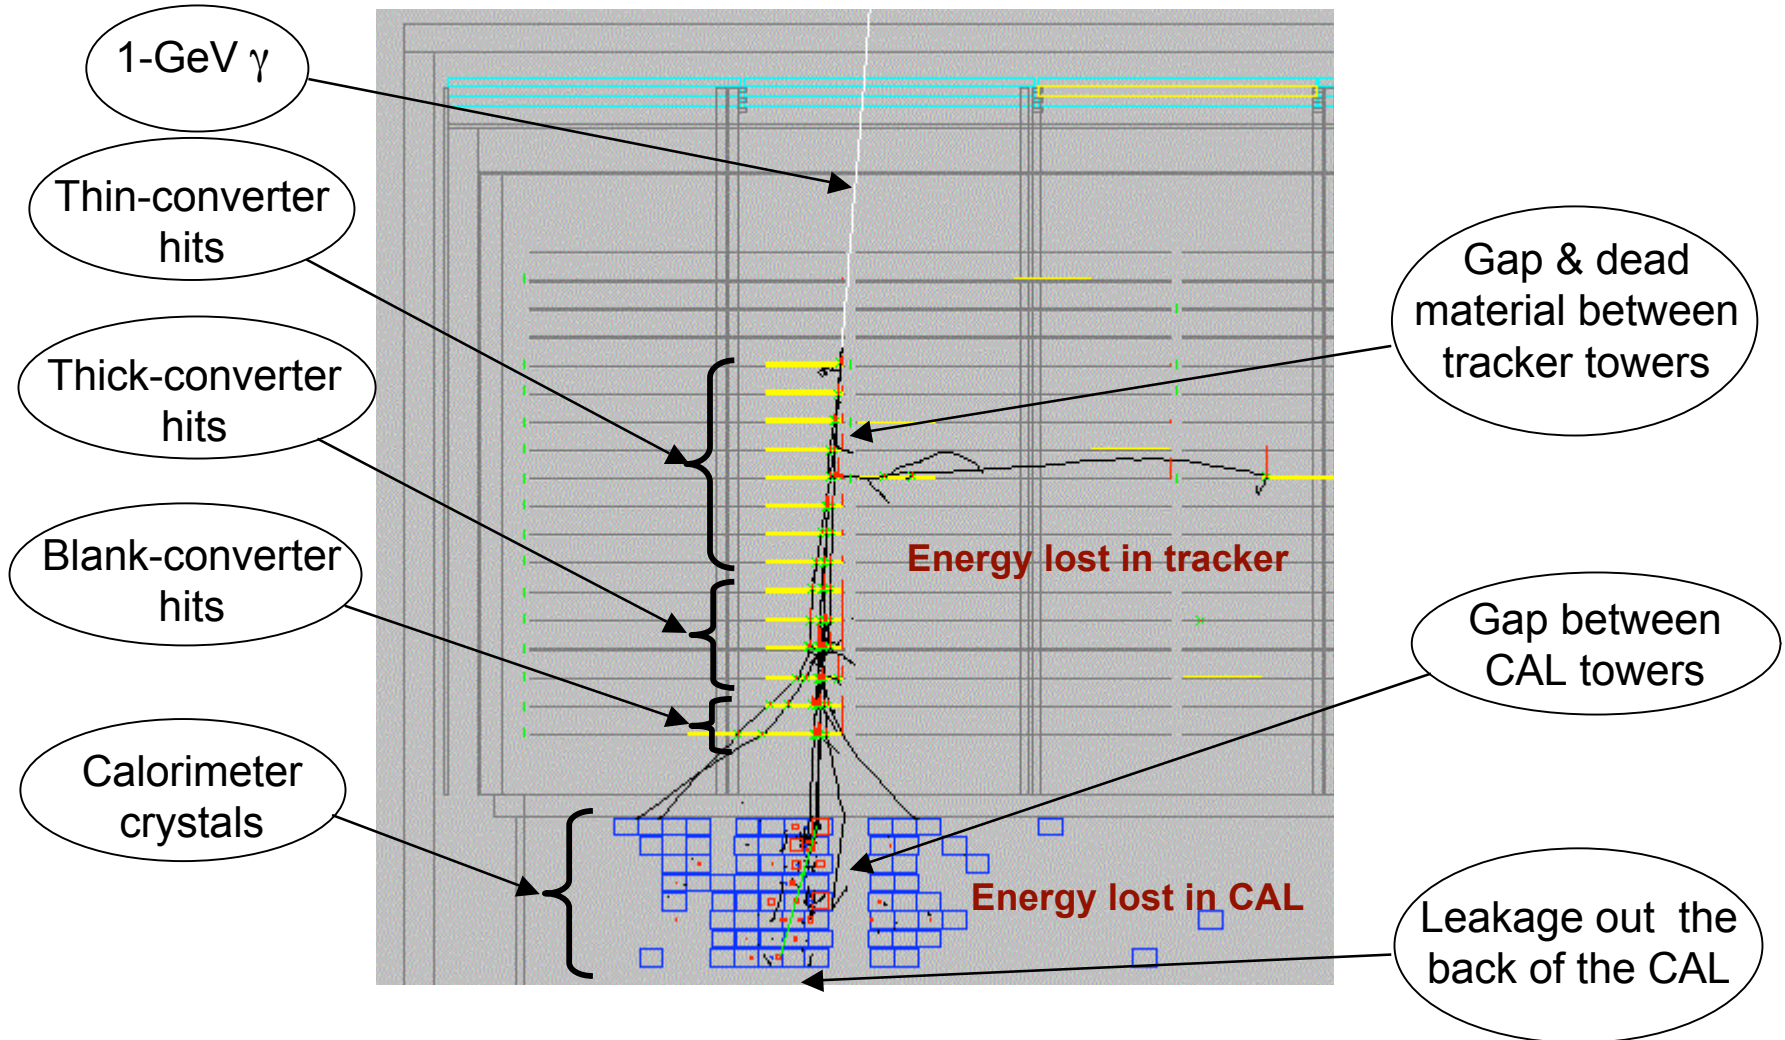 1-GeV γ
Thin-converter
hits
Thick-converter
hits
Blank-converter
hits
Calorimeter
crystals
Gap & dead
material between
tracker towers
Energy lost in tracker
Gap between
CAL towers
Energy lost in CAL
Leakage out the
back of the CAL